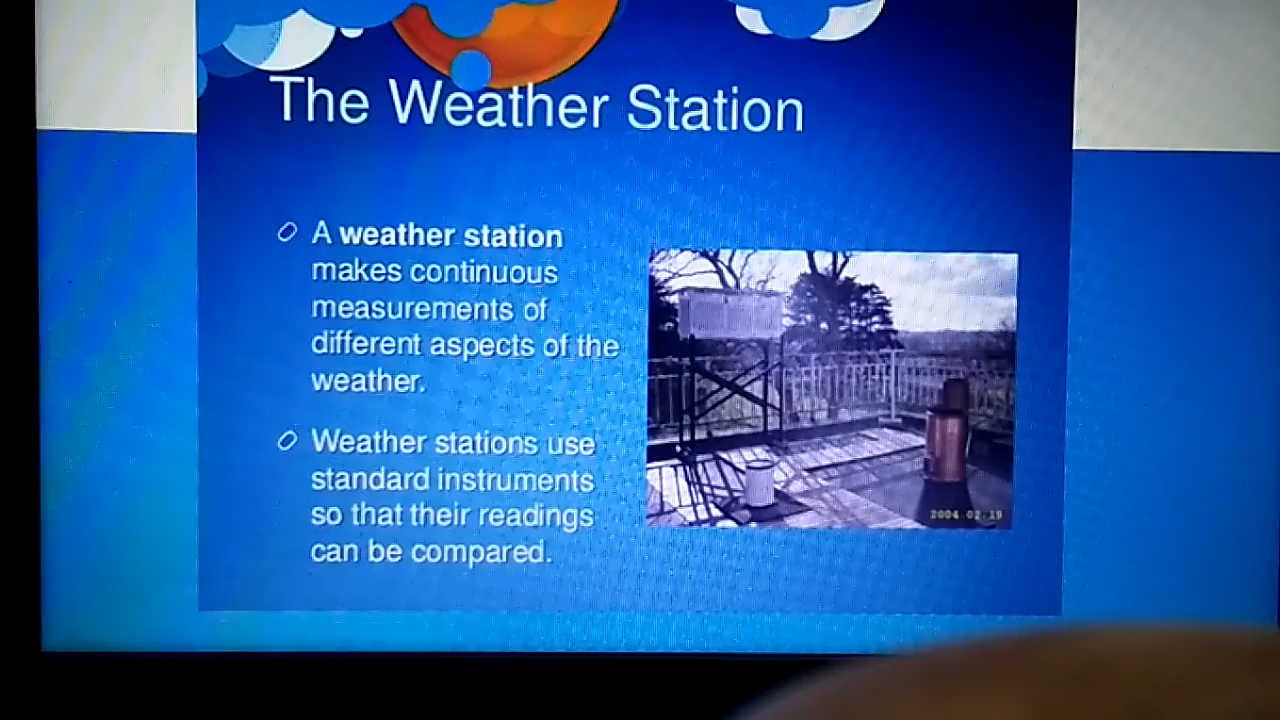 The Weather Station
A weather station
makes continuous
measurements of
different aspects of the
weather.
Weather stations use
standard instruments
so that their readings
can be compared.
2004 02 19